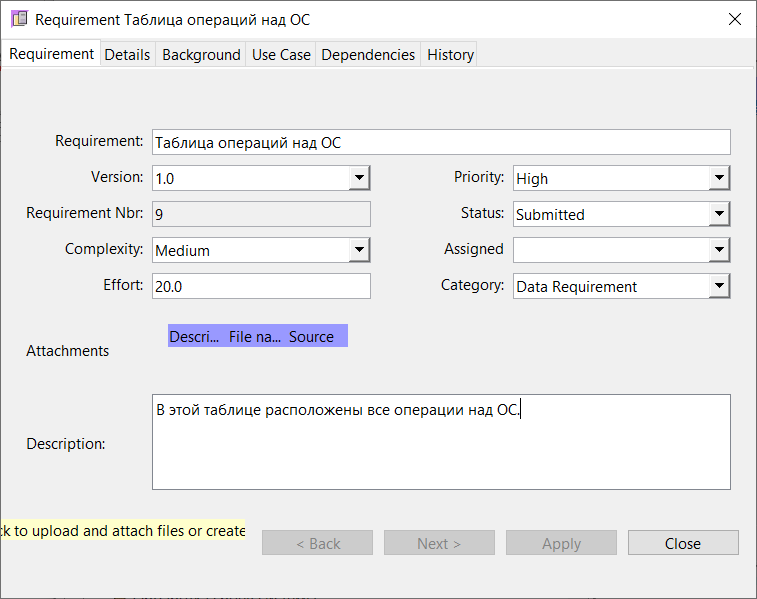 Requirement Таблица операций над ОС
Requirement Details Background Use Case Dependencies History
Requirement: Таблица операций над ОС
Version: 1.0 Priority: High
Requirement Nbr: 9 Status: Submitted
Complexity: Medium Assigned
Effort: 20.0 Category: Data Requirement
Descri... File na... Source
Attachments
В этой таблице расположены все операции над ОС.
Description:
ck to upload and attach files or create
< Back Next > Apply Close